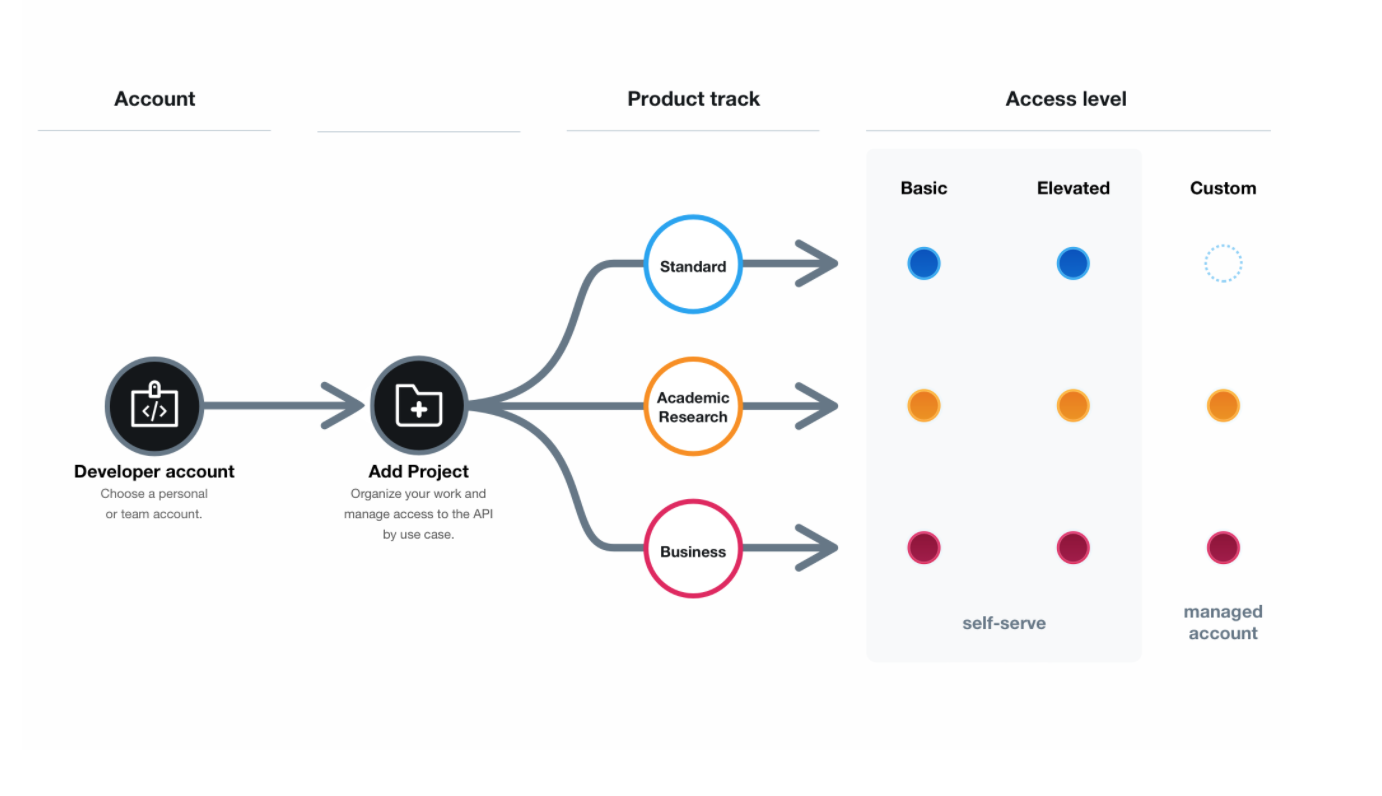 Account
Product track
Access level
Basic
Elevated
Custom
Standard
Academic
Research
Business
</>
Developer account
Choose a personal
or team account.
Add Project
Organize your work and
manage access to the API
by use case.
self-serve
managed
account